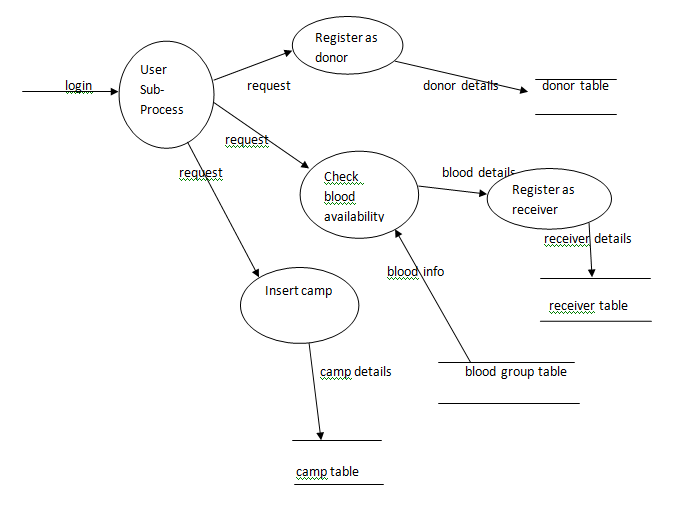 Register as
donor
User
Sub-
Process
login
request
donor details
donor table
request
request
Check
blood
availability
blood details
Register as
receiver
receiver details
blood info
Insert camp
receiver table
camp details
blood group table
camp table